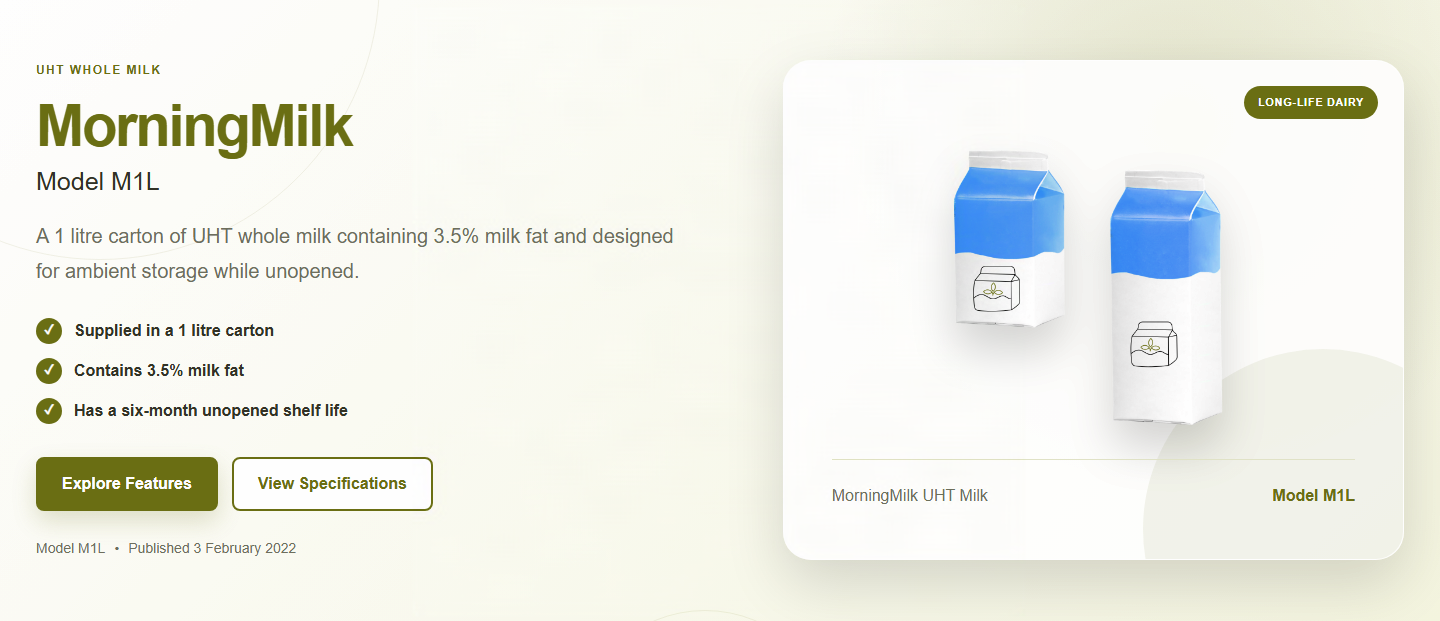 UHT WHOLE MILK
MorningMilk
Model M1L
A 1 litre carton of UHT whole milk containing 3.5% milk fat and designed
for ambient storage while unopened.
Supplied in a 1 litre carton
Contains 3.5% milk fat
Has a six-month unopened shelf life
Explore Features
View Specifications
Model M1L • Published 3 February 2022
LONG-LIFE DAIRY
MorningMilk UHT Milk
Model M1L